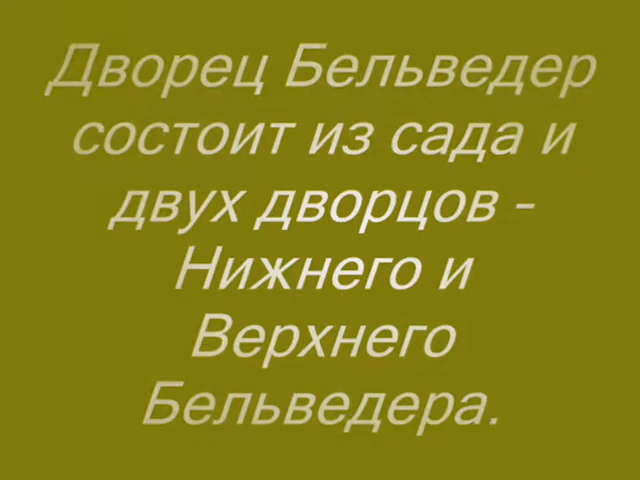 Дворец Бельведер
состоит из сада и
двух дворцов –
Нижнего и
Верхнего
Бельведера.